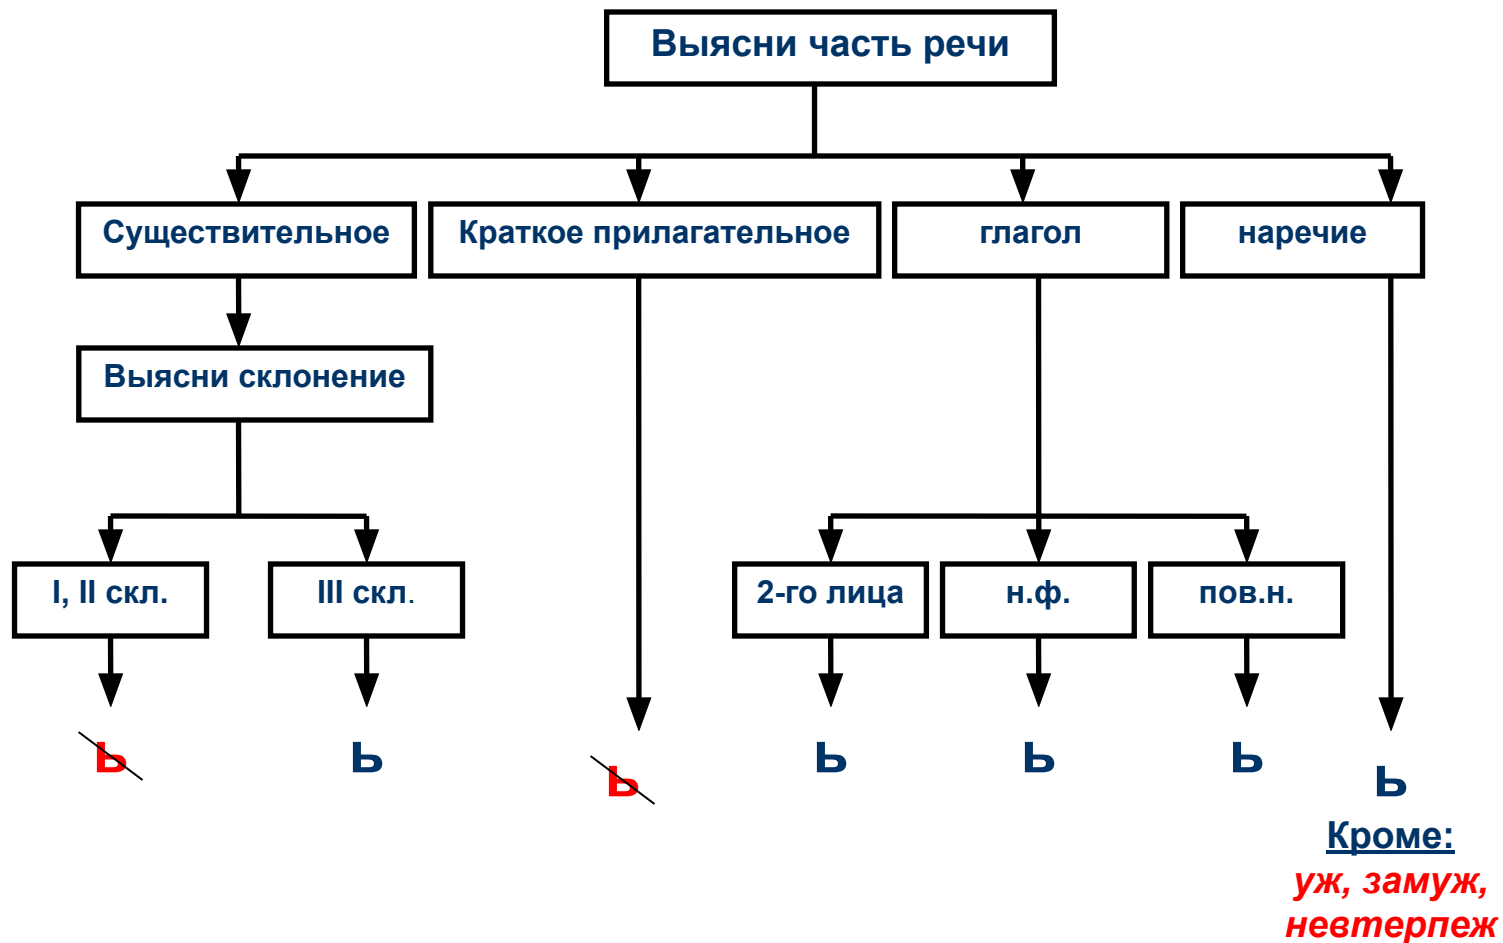 Выясни часть речи
Существительное
Краткое прилагательное
глагол
наречие
Выясни склонение
I, II скл.
III скл.
2-го лица
н.ф.
пов.н.
ь
ь
ь
ь
ь
ь
ь
Кроме:
уж, замуж,
невтерпеж